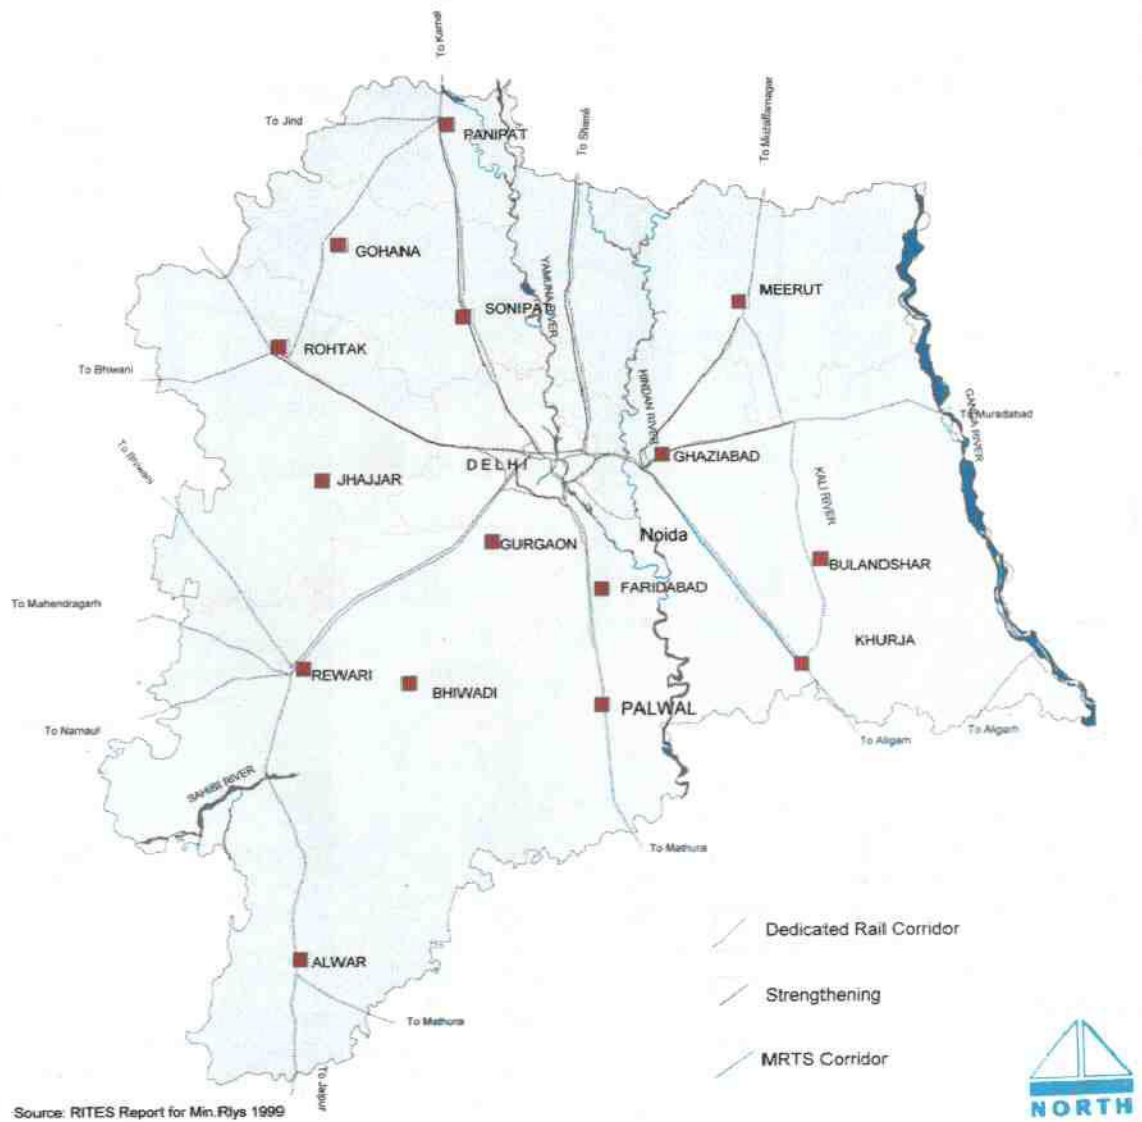 To Karnal
To Shamli
To Muzaffarnagar
To Jind
PANIPAT
GOHANA
YAMUNA RIVER
MEERUT
SONIPAT
ROHTAK
To Bhiwani
HINDAN RIVER
GANGA RIVER
To Muradabad
To Bhiwani
DELHI
GHAZIABAD
JHAJJAR
KALI RIVER
GURGAON
Noida
BULANDSHAR
FARIDABAD
To Mahendragarh
KHURJA
REWARI
BHIWADI
PALWAL
To Narnaul
To Aligarh
To Aligarh
SAHIBI RIVER
To Mathura
Dedicated Rail Corridor
ALWAR
Strengthening
To Mathura
MRTS Corridor
To Jaipur
NORTH
Source: RITES Report for Min.Rlys 1999